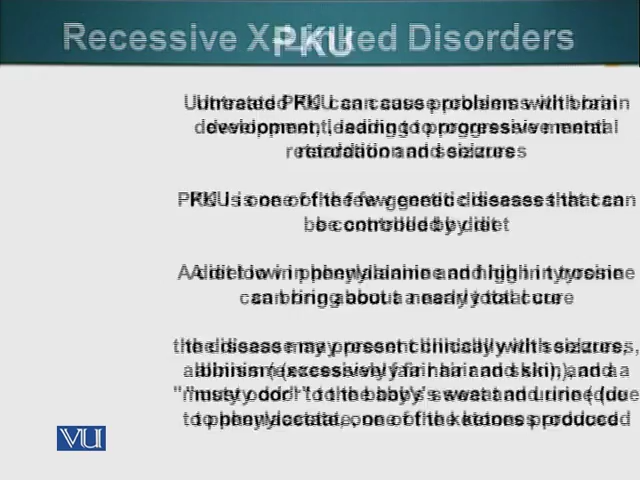 Recessive X-Linked Disorders
PKU
Untreated PKU can cause problems with brain
development, leading to progressive mental
retardation and seizures
PKU is one of the few genetic diseases that can
be controlled by diet
A diet low in phenylalanine and high in tyrosine
can bring about a nearly total cure
the disease may present clinically with seizures,
albinism (excessively fair hair and skin), and a
"musty odor" to the baby's sweat and urine (due
to phenylacetate, one of the ketones produced
VU